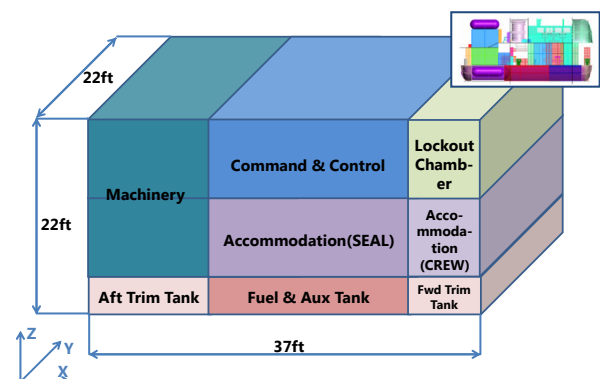 22ft
22ft
Machinery
Command & Control
Lockout
Chamb-
er
Accommodation(SEAL)
Acco-
mmoda-
tion
(CREW)
Aft Trim Tank
Fuel & Aux Tank
Fwd Trim
Tank
37ft
Z
Y
X